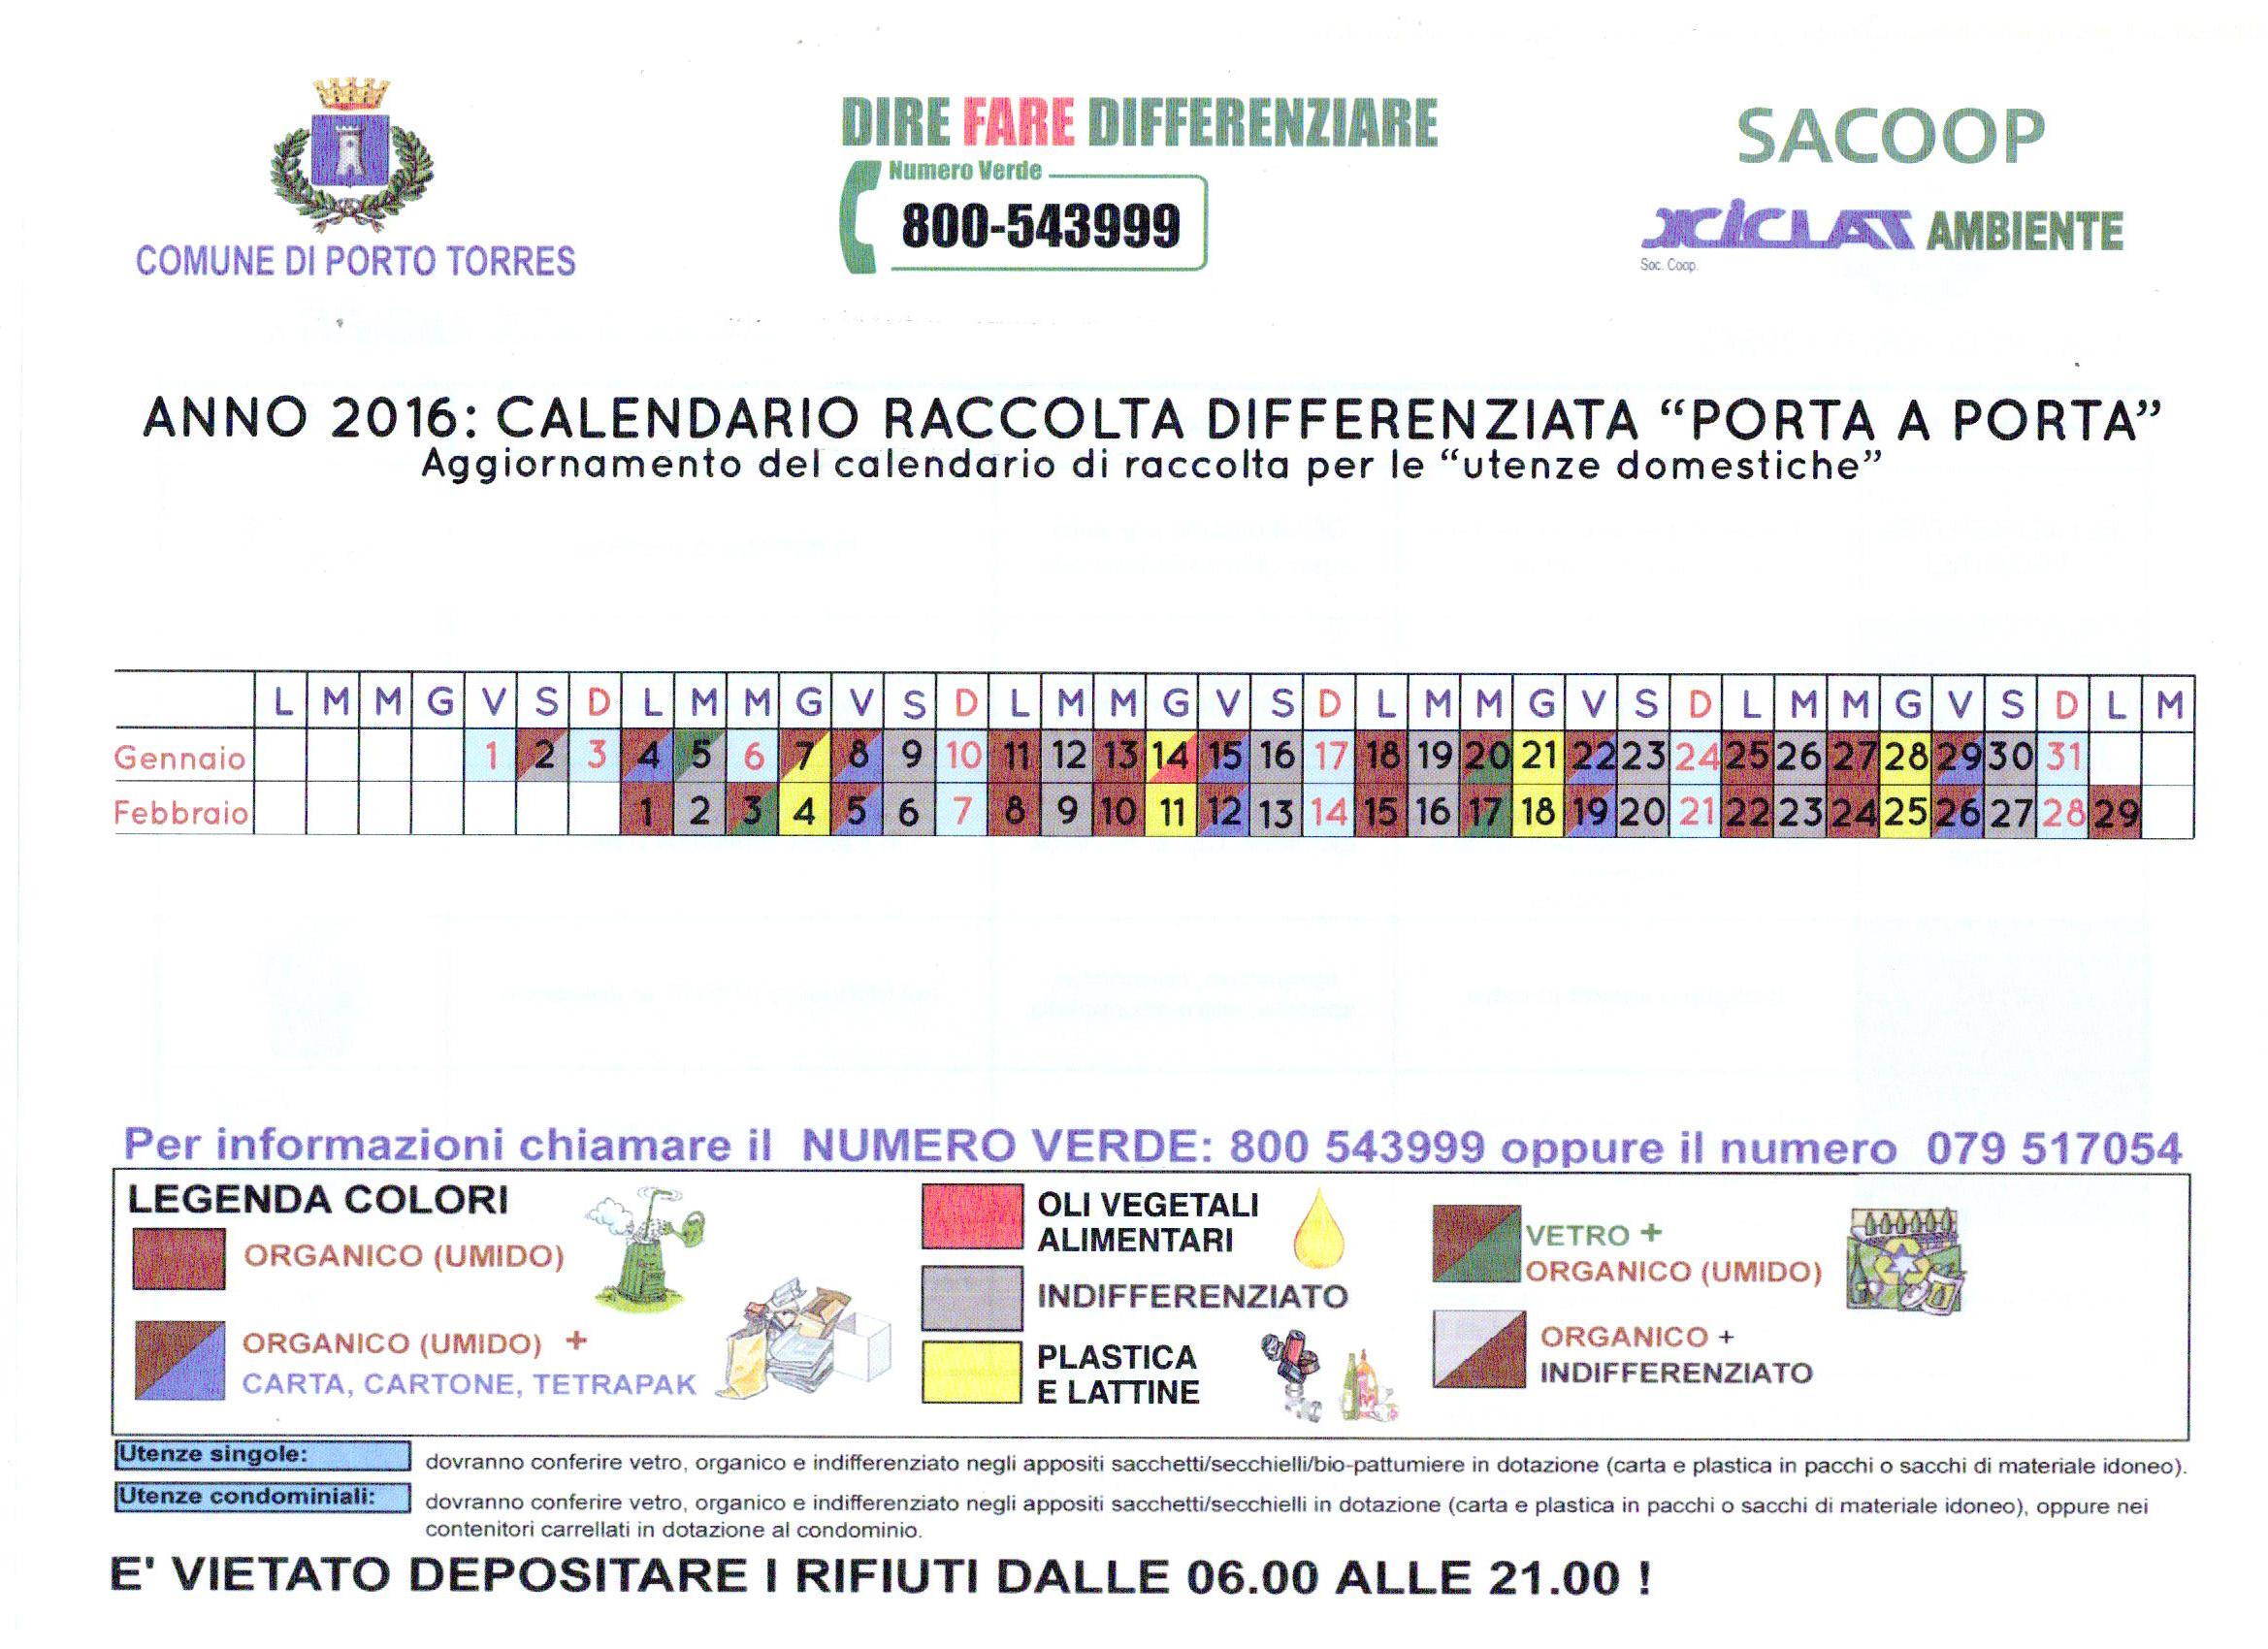 COMUNE DI PORTO TORRES
DIRE FARE DIFFERENZIARE
Numero Verde
800-543999
SACOOP
CICLAT AMBIENTE
Soc. Coop.
ANNO 2016: CALENDARIO RACCOLTA DIFFERENZIATA “PORTA A PORTA”
Aggiornamento del calendario di raccolta per le “utenze domestiche”
L M M G V S D L M M G V S D L M M G V S D L M M G V S D L M M G V S D L M
Gennaio 1 2 3 4 5 6 7 8 9 10 11 12 13 14 15 16 17 18 19 20 21 22 23 24 25 26 27 28 29 30 31
Febbraio 1 2 3 4 5 6 7 8 9 10 11 12 13 14 15 16 17 18 19 20 21 22 23 24 25 26 27 28 29
Per informazioni chiamare il NUMERO VERDE: 800 543999 oppure il numero 079 517054
LEGENDA COLORI
ORGANICO (UMIDO)
ORGANICO (UMIDO) +
CARTA, CARTONE, TETRAPAK
OLI VEGETALI
ALIMENTARI
INDIFFERENZIATO
PLASTICA
E LATTINE
VETRO +
ORGANICO (UMIDO)
ORGANICO +
INDIFFERENZIATO
Utenze singole: dovranno conferire vetro, organico e indifferenziato negli appositi sacchetti/secchielli/bio-pattumiere in dotazione (carta e plastica in pacchi o sacchi di materiale idoneo).
Utenze condominiali: dovranno conferire vetro, organico e indifferenziato negli appositi sacchetti/secchielli in dotazione (carta e plastica in pacchi o sacchi di materiale idoneo), oppure nei
contenitori carrellati in dotazione al condominio.
E' VIETATO DEPOSITARE I RIFIUTI DALLE 06.00 ALLE 21.00 !